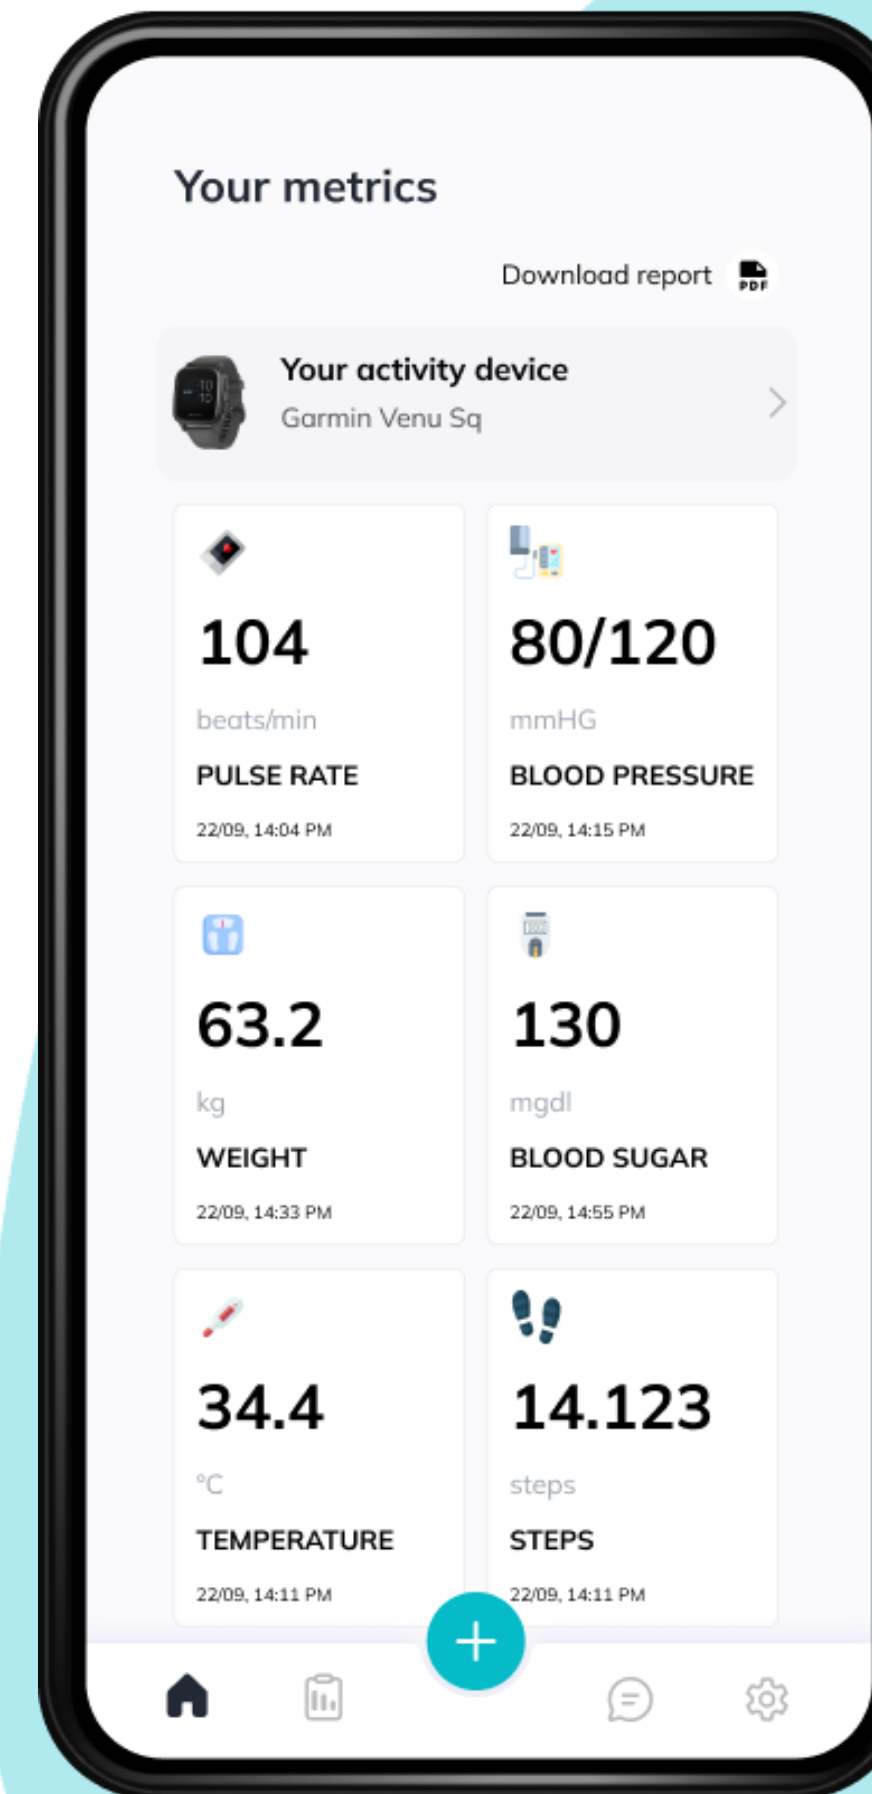 Your metrics
Download report
PDF
Your activity device
Garmin Venu Sq
10
10
104
beats/min
PULSE RATE
22/09, 14:04 PM
80/120
mmHG
BLOOD PRESSURE
22/09, 14:15 PM
63.2
kg
WEIGHT
22/09, 14:33 PM
130
mgdl
BLOOD SUGAR
22/09, 14:55 PM
34.4
°C
TEMPERATURE
22/09, 14:11 PM
14.123
steps
STEPS
22/09, 14:11 PM